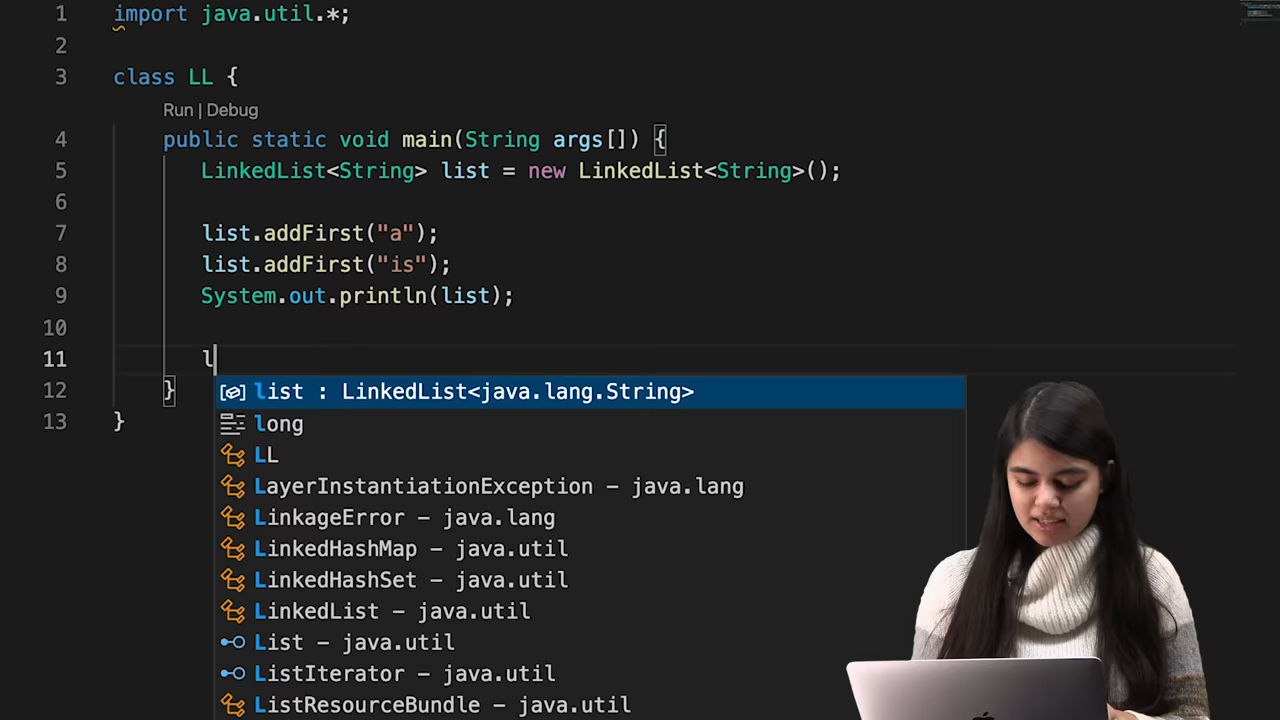 1 import java.util.*;
2
3 class LL {
Run | Debug
4 public static void main(String args[]) {
5 LinkedList<String> list = new LinkedList<String>();
6
7 list.addFirst("a");
8 list.addFirst("is");
9 System.out.println(list);
10
11 l
12 }
13 }
list : LinkedList<java.lang.String>
long
LL
LayerInstantiationException – java.lang
LinkageError – java.lang
LinkedHashMap – java.util
LinkedHashSet – java.util
LinkedList – java.util
List – java.util
ListIterator – java.util
ListResourceBundle – java.util